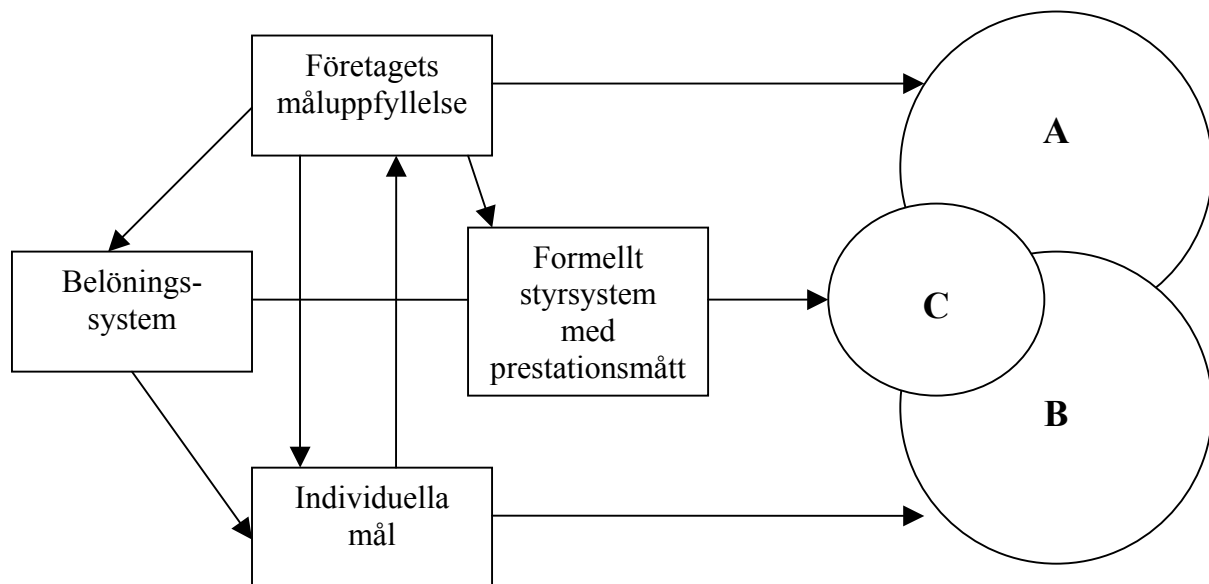 Företagets
måluppfyllelse
A
Belönings-
system
Formellt
styrsystem
med
prestationsmått
C
B
Individuella
mål